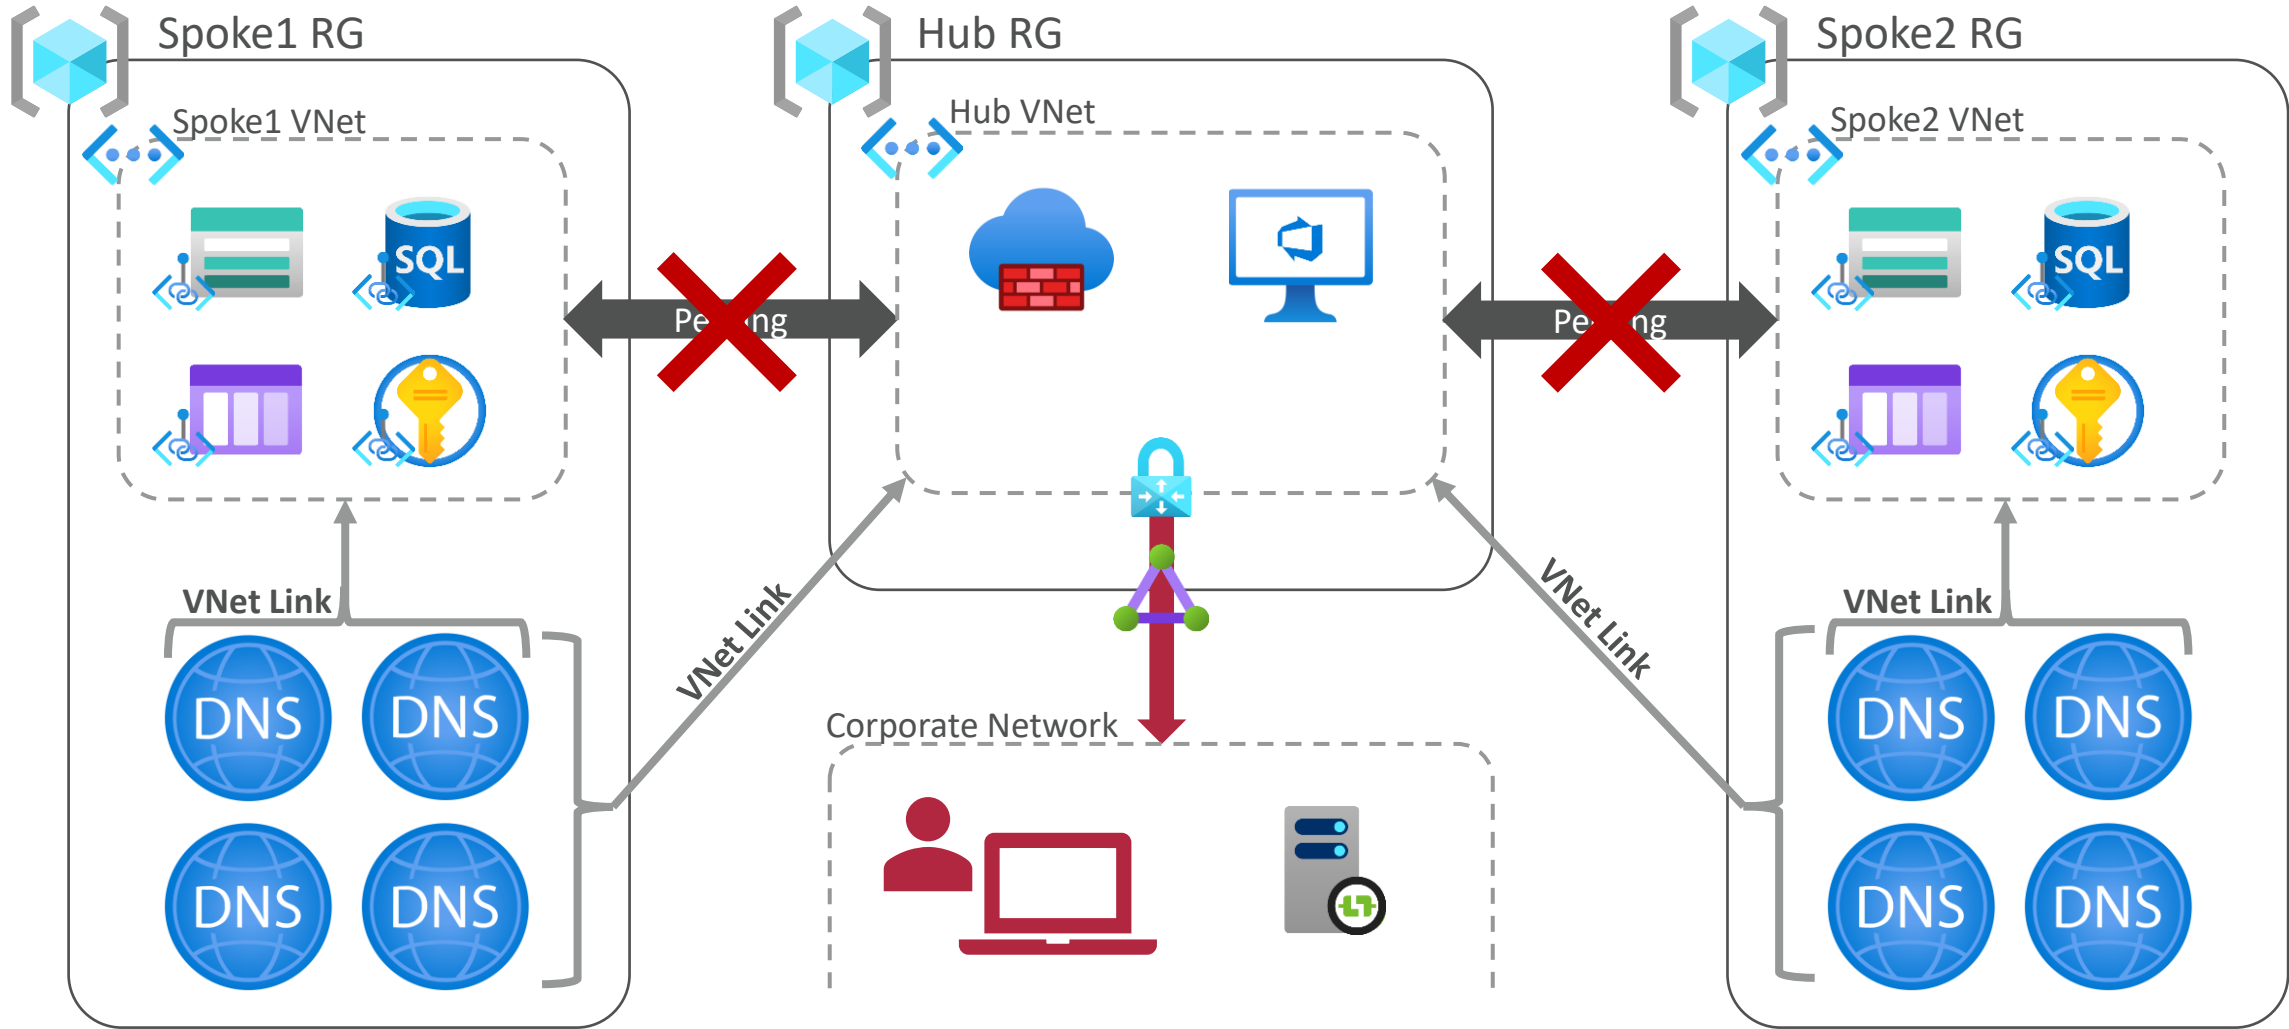 Spoke1 RG
Hub RG
Spoke2 RG
Spoke1 VNet
Hub VNet
Spoke2 VNet
SQL
SQL
VNet Link
VNet Link
VNet Link
VNet Link
DNS
DNS
DNS
DNS
Corporate Network
DNS
DNS
DNS
DNS